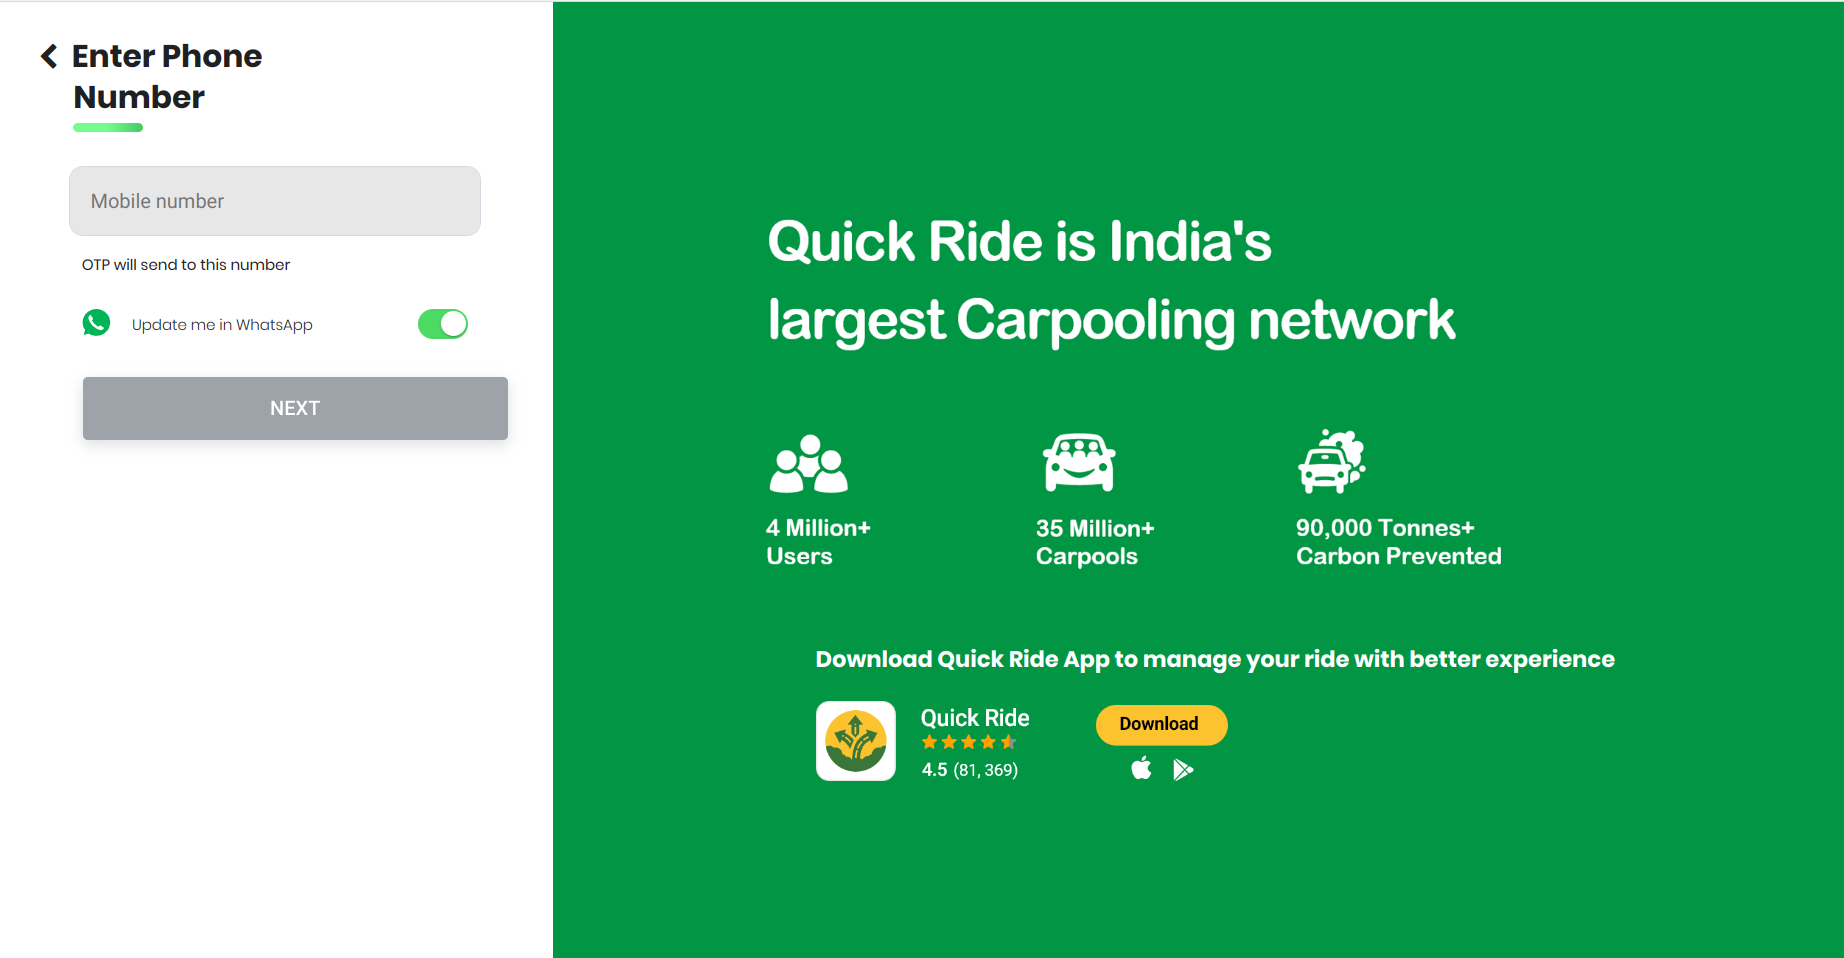 Enter Phone
Number
Mobile number
OTP will send to this number
Update me in WhatsApp
NEXT
Quick Ride is India's
largest Carpooling network
4 Million+
Users
35 Million+
Carpools
90,000 Tonnes+
Carbon Prevented
Download Quick Ride App to manage your ride with better experience
Quick Ride
4.5 (81, 369)
Download